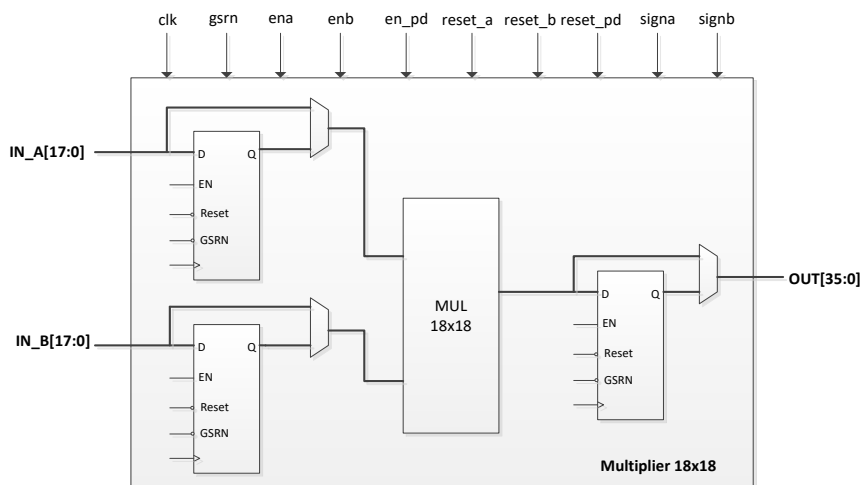 clk gsrn ena enb en_pd reset_a reset_b reset_pd signa signb
IN_A[17:0]
D Q
EN
Reset
GSRN
IN_B[17:0]
D Q
EN
Reset
GSRN
MUL
18x18
D Q
EN
Reset
GSRN
OUT[35:0]
Multiplier 18x18